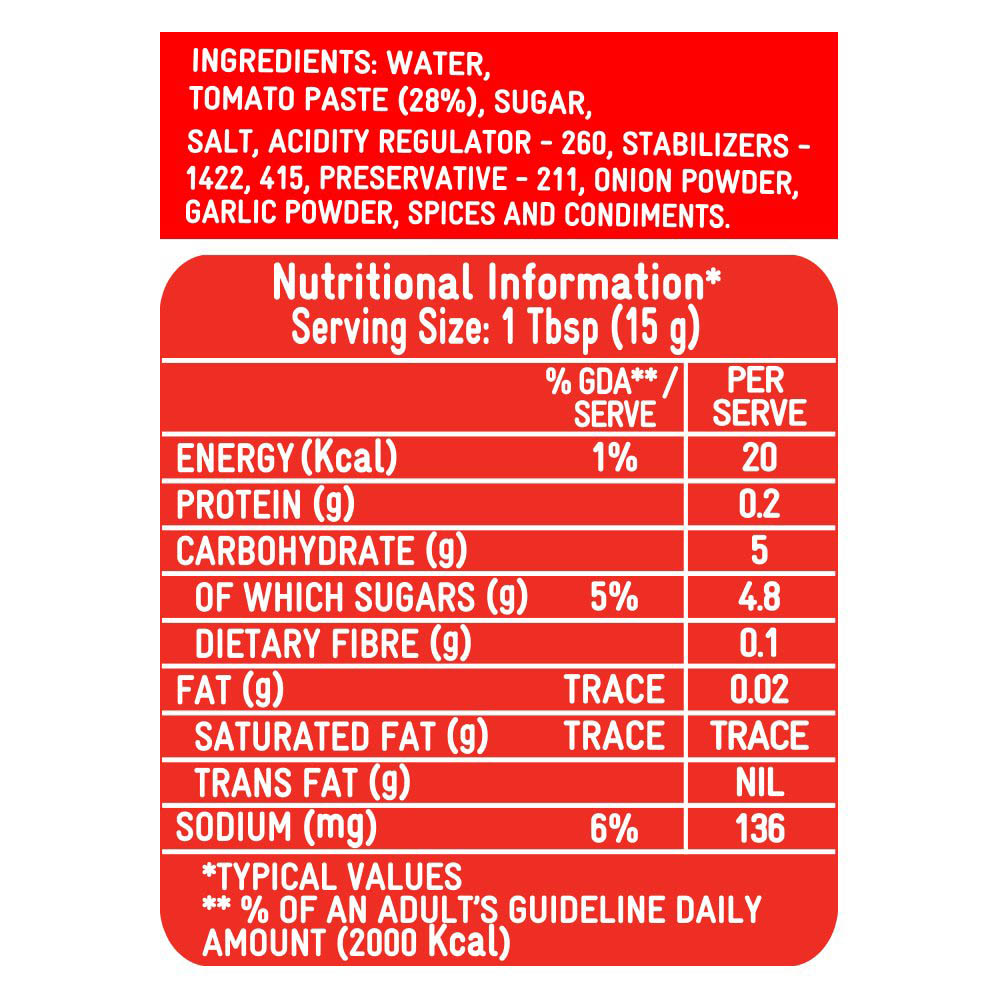 INGREDIENTS: WATER,
TOMATO PASTE (28%), SUGAR,
SALT, ACIDITY REGULATOR - 260, STABILIZERS -
1422, 415, PRESERVATIVE - 211, ONION POWDER,
GARLIC POWDER, SPICES AND CONDIMENTS.
Nutritional Information*
Serving Size: 1 Tbsp (15 g)
% GDA** / PER
SERVE SERVE
ENERGY (Kcal) 1% 20
PROTEIN (g) 0.2
CARBOHYDRATE (g) 5
OF WHICH SUGARS (g) 5% 4.8
DIETARY FIBRE (g) 0.1
FAT (g) TRACE 0.02
SATURATED FAT (g) TRACE TRACE
TRANS FAT (g) NIL
SODIUM (mg) 6% 136
*TYPICAL VALUES
** % OF AN ADULT'S GUIDELINE DAILY
AMOUNT (2000 Kcal)